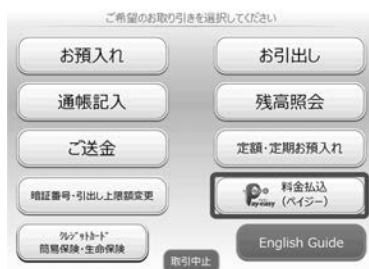 ご希望のお取り引きを選択してください
お預入れ
お引出し
通帳記入
残高照会
ご送金
定額・定期お預入れ
暗証番号・引出し上限額変更
Pay-easy
料金払込
(ペイジー)
クレジットカード
簡易保険・生命保険
取引中止
English Guide